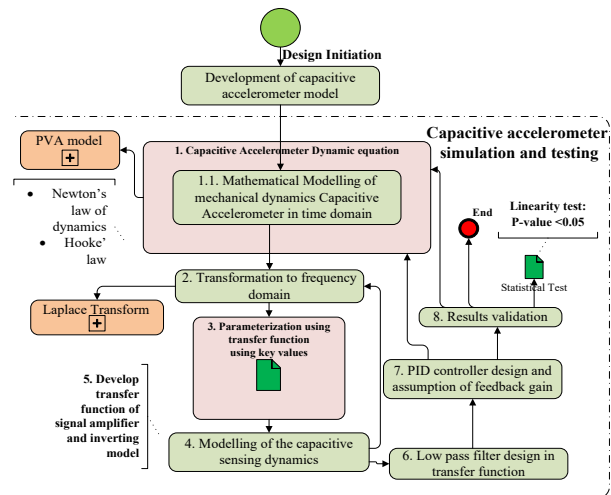 Design Initiation
Development of capacitive
accelerometer model
Capacitive accelerometer
simulation and testing
PVA model
1. Capacitive Accelerometer Dynamic equation
1.1. Mathematical Modelling of
mechanical dynamics Capacitive
Accelerometer in time domain
• Newton's
law of
dynamics
• Hooke'
law
End
Linearity test:
P-value <0.05
Statistical Test
2. Transformation to frequency
domain
Laplace Transform
3. Parameterization using
transfer function
using key values
8. Results validation
5. Develop
transfer
function of
signal amplifier
and inverting
model
7. PID controller design and
assumption of feedback gain
4. Modelling of the capacitive
sensing dynamics
6. Low pass filter design in
transfer function